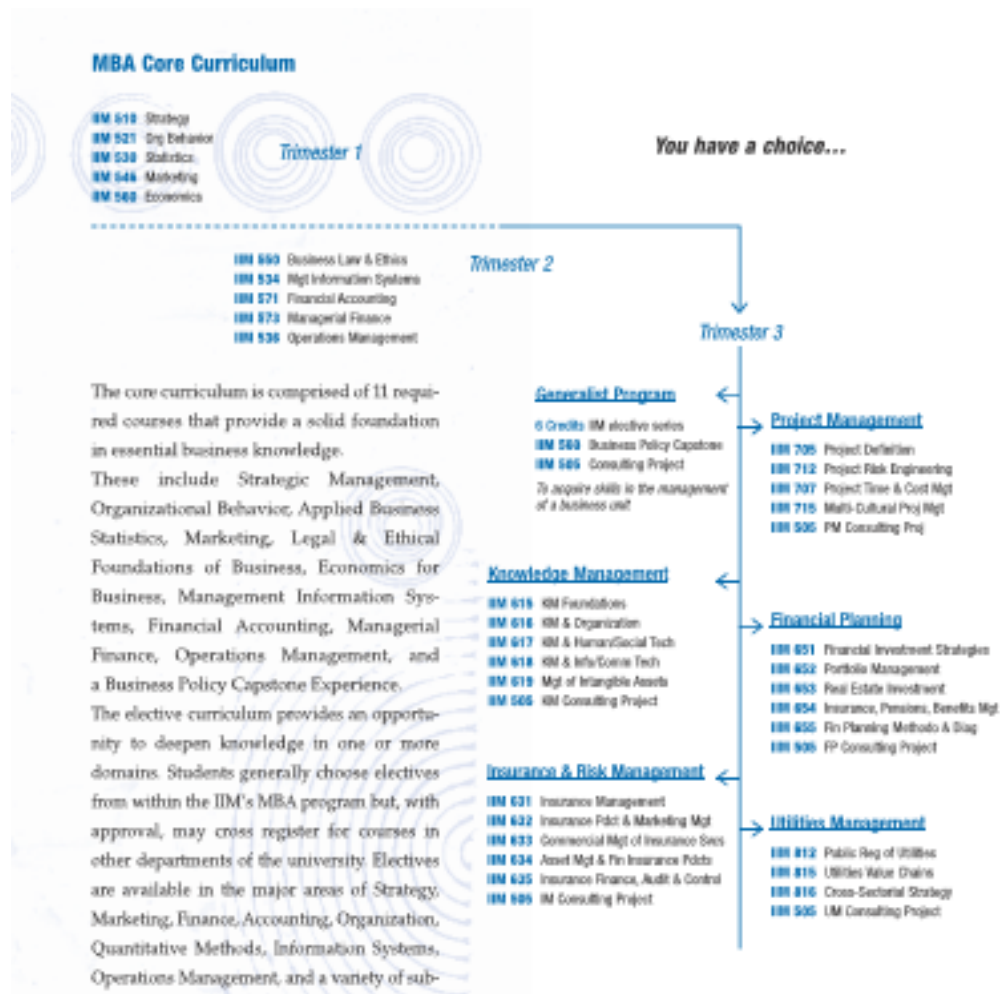 MBA Core Curriculum
IIM 510 Strategy
IIM 521 Org Behavior
IIM 530 Statistics
IIM 546 Marketing
IIM 560 Economics
Trimester 1
You have a choice...
IIM 550 Business Law & Ethics
IIM 534 Mgt Information Systems
IIM 571 Financial Accounting
IIM 573 Managerial Finance
IIM 536 Operations Management
Trimester 2
Trimester 3
The core curriculum is comprised of 11 requi-
red courses that provide a solid foundation
in essential business knowledge.
These include Strategic Management,
Organizational Behavior, Applied Business
Statistics, Marketing, Legal & Ethical
Foundations of Business, Economics for
Business, Management Information Sys-
tems, Financial Accounting, Managerial
Finance, Operations Management, and
a Business Policy Capstone Experience.
The elective curriculum provides an opportu-
nity to deepen knowledge in one or more
domains. Students generally choose electives
from within the IIM's MBA program but, with
approval, may cross register for courses in
other departments of the university. Electives
are available in the major areas of Strategy,
Marketing, Finance, Accounting, Organization,
Quantitative Methods, Information Systems,
Operations Management, and a variety of sub-
Generalist Program
6 Credits IIM elective series
IIM 580 Business Policy Capstone
IIM 505 Consulting Project
To acquire skills in the management
of a business unit
Project Management
IIM 705 Project Definition
IIM 712 Project Risk Engineering
IIM 707 Project Time & Cost Mgt
IIM 715 Multi-Cultural Proj Mgt
IIM 505 PM Consulting Proj
Knowledge Management
IIM 615 KM Foundations
IIM 616 KM & Organization
IIM 617 KM & Human/Social Tech
IIM 618 KM & Info/Comm Tech
IIM 619 Mgt of Intangible Assets
IIM 505 KM Consulting Project
Financial Planning
IIM 651 Financial Investment Strategies
IIM 652 Portfolio Management
IIM 653 Real Estate Investment
IIM 654 Insurance, Pensions, Benefits Mgt
IIM 655 Fin Planning Methods & Diag
IIM 505 FP Consulting Project
Insurance & Risk Management
IIM 631 Insurance Management
IIM 632 Insurance Pdct & Marketing Mgt
IIM 633 Commercial Mgt of Insurance Svcs
IIM 634 Asset Mgt & Fin Insurance Pdcts
IIM 635 Insurance Finance, Audit & Control
IIM 505 IM Consulting Project
Utilities Management
IIM 812 Public Reg of Utilities
IIM 815 Utilities Value Chains
IIM 816 Cross-Sectorial Strategy
IIM 505 UM Consulting Project